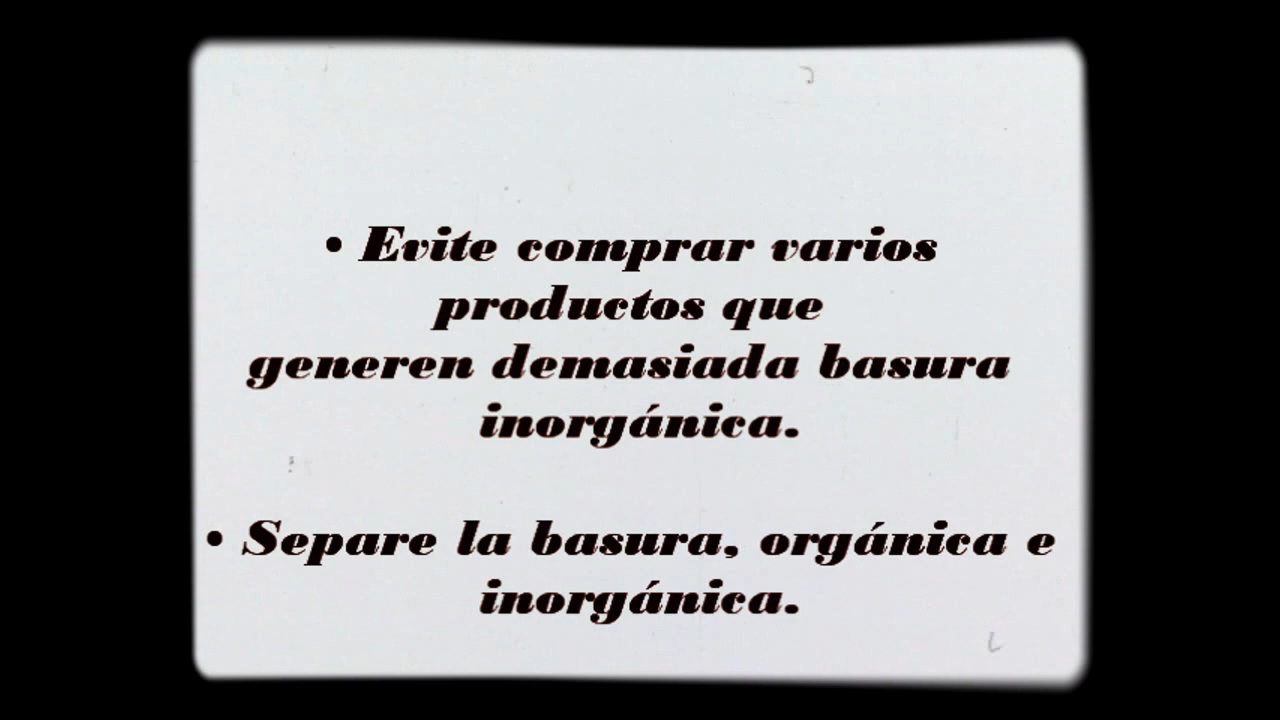 • Evite comprar varios
productos que
generen demasiada basura
inorgánica.
• Separe la basura, orgánica e
inorgánica.